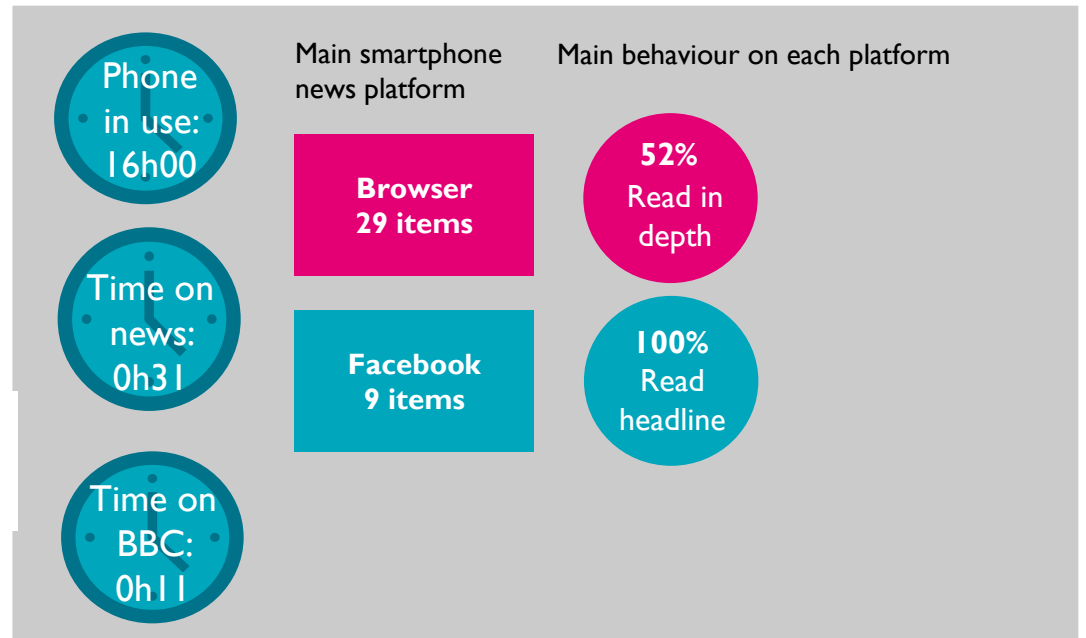 Phone
in use:
16h00
Time on
news:
0h31
Time on
BBC:
0h11
Main smartphone
news platform
Browser
29 items
Facebook
9 items
Main behaviour on each platform
52%
Read in
depth
100%
Read
headline